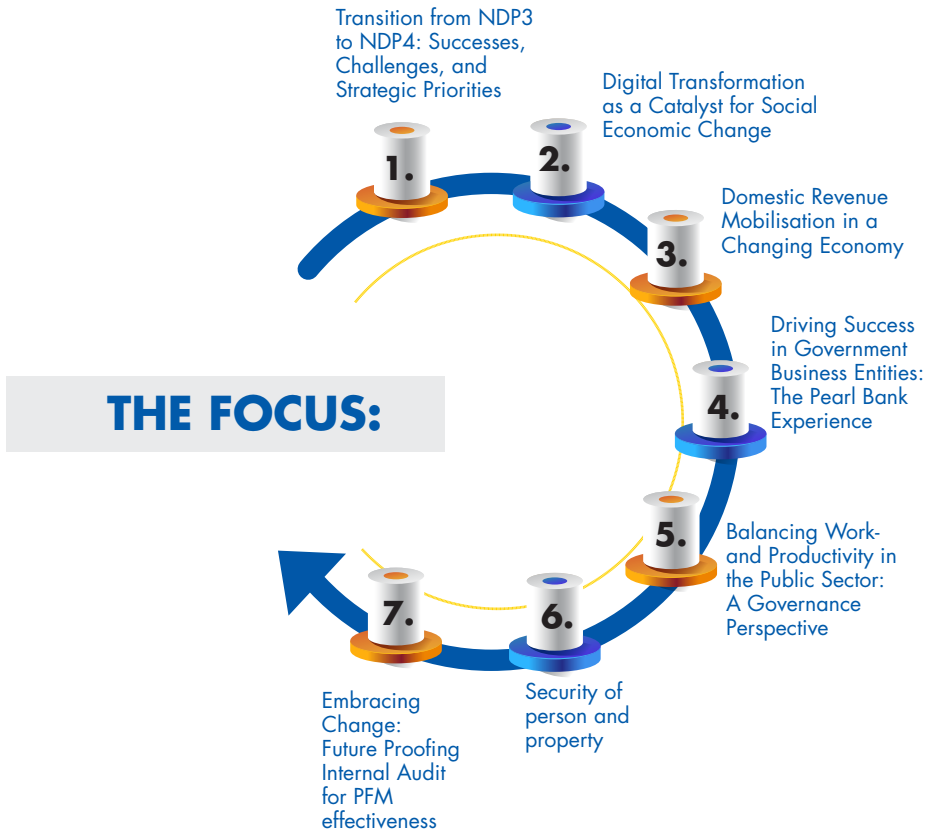 THE FOCUS:
1.
Transition from NDP3
to NDP4: Successes,
Challenges, and
Strategic Priorities
2.
Digital Transformation
as a Catalyst for Social
Economic Change
3.
Domestic Revenue
Mobilisation in a
Changing Economy
4.
Driving Success
in Government
Business Entities:
The Pearl Bank
Experience
5.
Balancing Work-
and Productivity in
the Public Sector:
A Governance
Perspective
6.
Security of
person and
property
7.
Embracing
Change:
Future Proofing
Internal Audit
for PFM
effectiveness